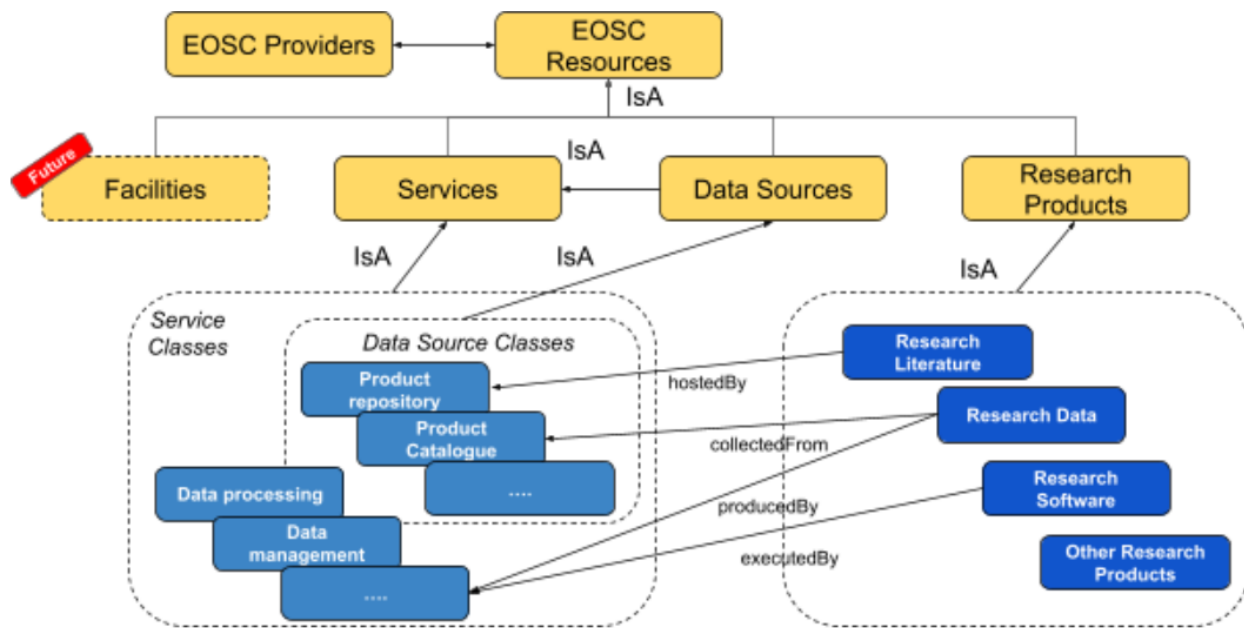 EOSC Providers
EOSC
Resources
IsA
Future
Facilities
Services
IsA
Data Sources
Research
Products
IsA
IsA
IsA
Service
Classes
Data Source Classes
Product
repository
Product
Catalogue
....
Data processing
Data
management
....
hostedBy
collectedFrom
producedBy
executedBy
Research
Literature
Research Data
Research
Software
Other Research
Products